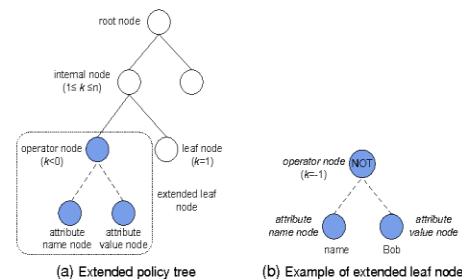 root node
internal node
(1≤ k ≤n)
operator node
(k<0)
leaf node
(k=1)
extended leaf
node
attribute
name node
attribute
value node
(a) Extended policy tree
operator node
(k=-1)
NOT
attribute
name node
attribute
value node
name
Bob
(b) Example of extended leaf node